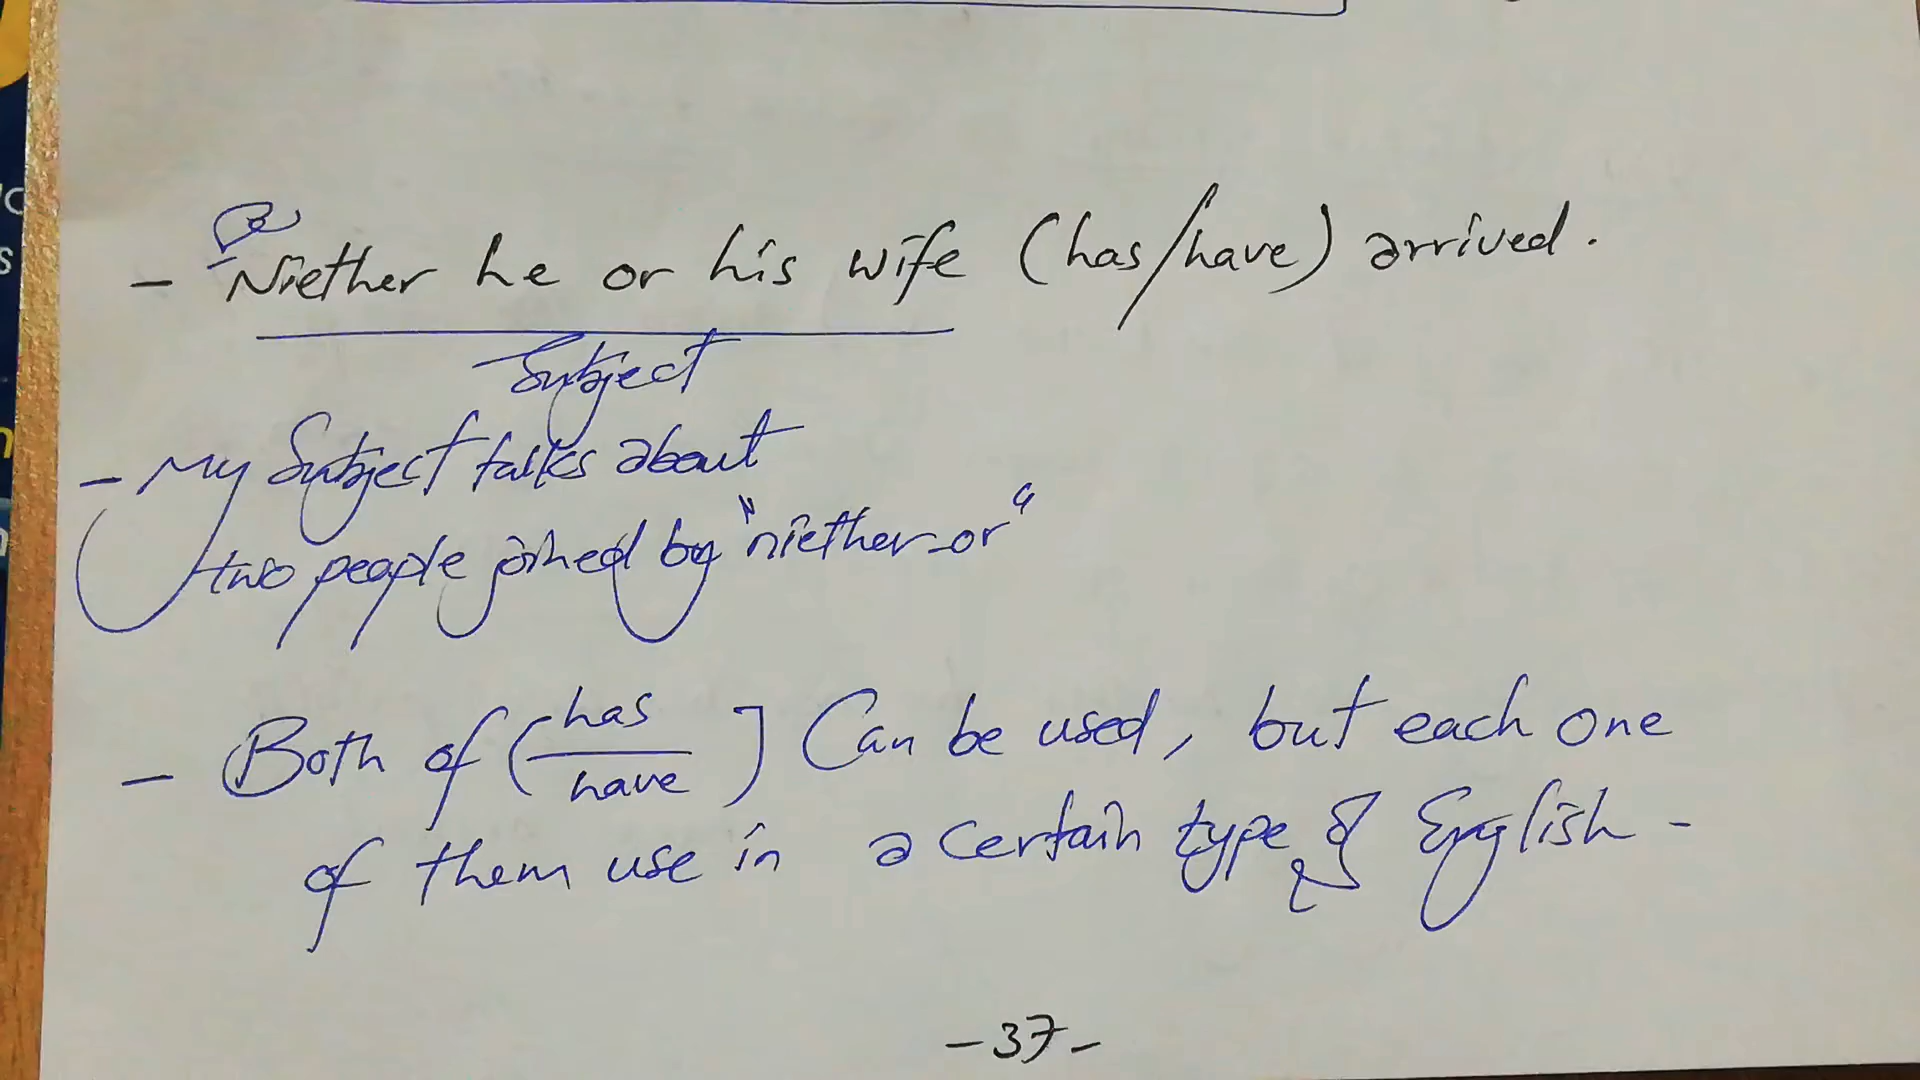 - Niether he or his wife (has/have) arrived.
Subject
- My Subject talks about
two people joined by "niether-or"
- Both of (has/have] Can be used, but each one
of them use in a certain type of English -
-37-